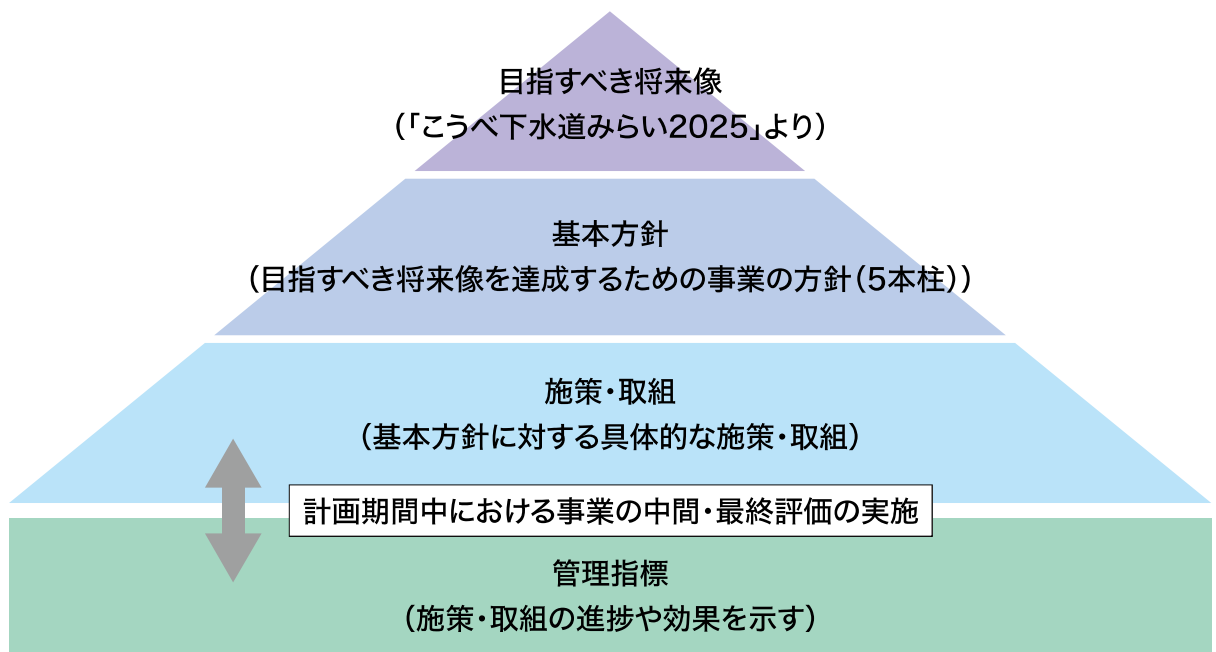 目指すべき将来像
（「こうべ下水道みらい2025」より）
基本方針
（目指すべき将来像を達成するための事業の方針（5本柱））
施策・取組
（基本方針に対する具体的な施策・取組）
計画期間中における事業の中間・最終評価の実施
管理指標
（施策・取組の進捗や効果を示す）